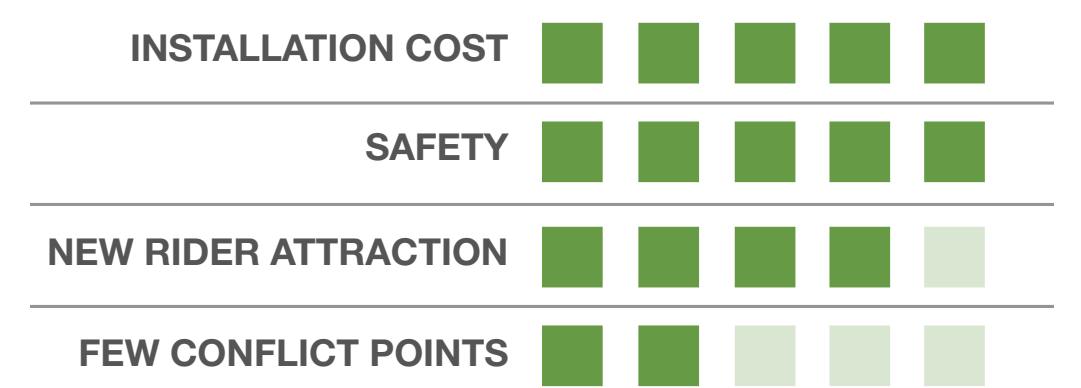 INSTALLATION COST
SAFETY
NEW RIDER ATTRACTION
FEW CONFLICT POINTS